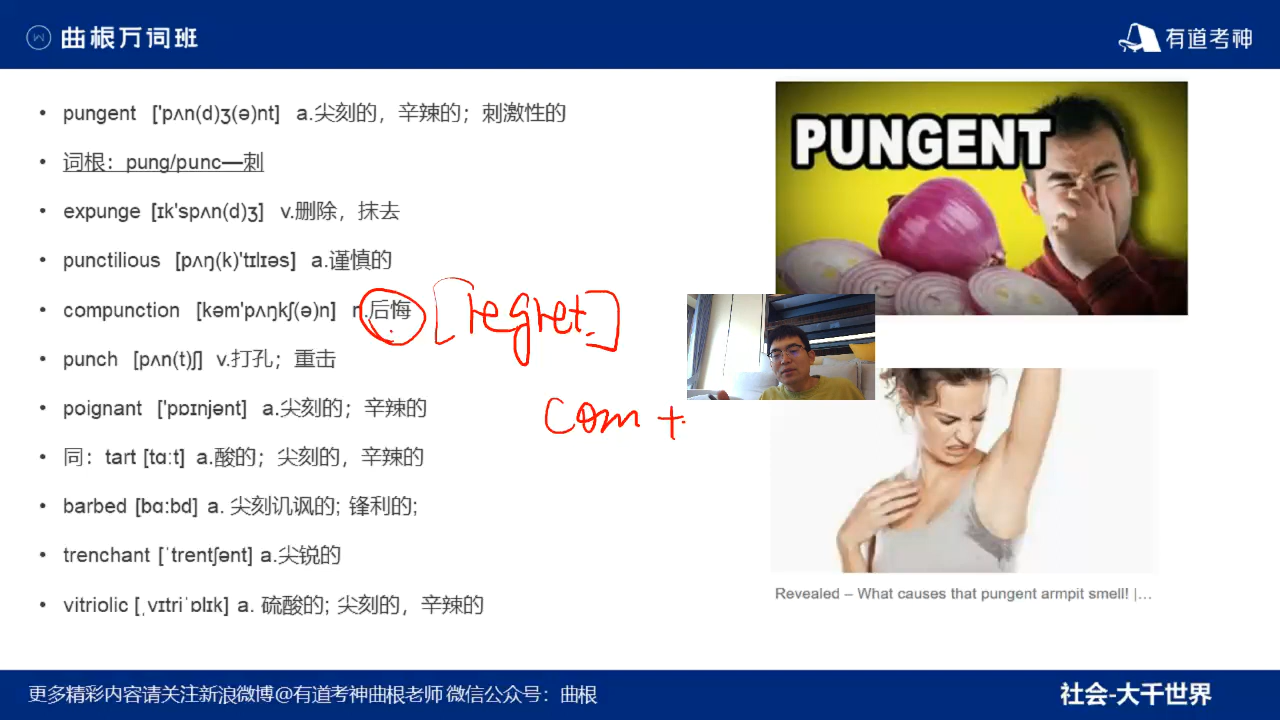 曲根万词班
有道考神
pungent ['pʌn(d)ʒ(ə)nt] a.尖刻的，辛辣的；刺激性的
词根：pung/punc—刺
expunge [ɪk'spʌn(d)ʒ] v.删除，抹去
punctilious [pʌŋ(k)'tɪlɪəs] a.谨慎的
compunction [kəm'pʌŋkʃ(ə)n] n.后悔 [regret.]
punch [pʌn(t)ʃ] v.打孔；重击
poignant ['pɒɪnjənt] a.尖刻的；辛辣的
com +
同：tart [tɑːt] a.酸的；尖刻的，辛辣的
barbed [bɑːbd] a. 尖刻讥讽的; 锋利的;
trenchant [ˈtrentʃənt] a.尖锐的
vitriolic [ˌvɪtriˈɒlɪk] a. 硫酸的; 尖刻的，辛辣的
PUNGENT
Revealed – What causes that pungent armpit smell! |...
更多精彩内容请关注新浪微博@有道考神曲根老师 微信公众号：曲根
社会-大千世界